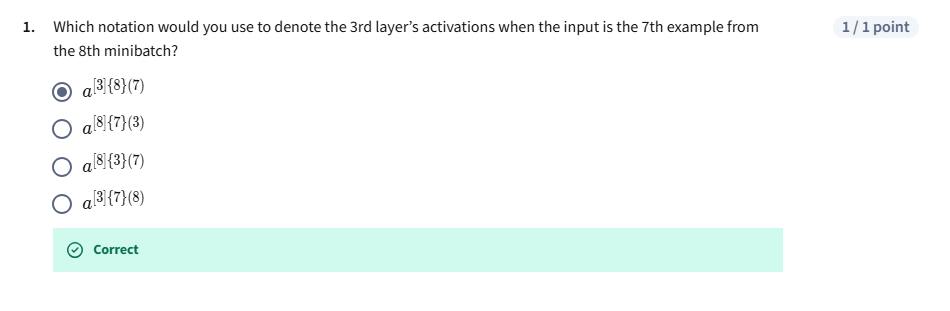 1. Which notation would you use to denote the 3rd layer’s activations when the input is the 7th example from 1 / 1 point
the 8th minibatch?
a[3]{8}(7)
a[8]{7}(3)
a[8]{3}(7)
a[3]{7}(8)
Correct